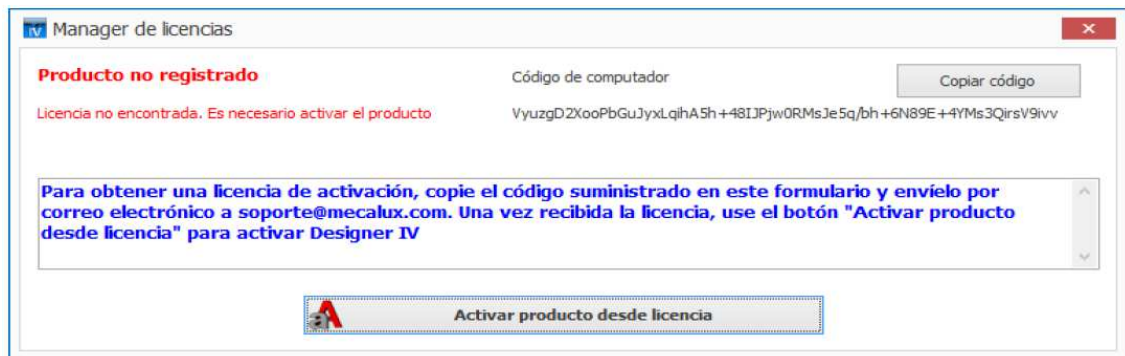 Manager de licencias
Producto no registrado
Código de computador
Copiar código
Licencia no encontrada. Es necesario activar el producto
VyuzgD2XooPbGuJyxLqihA5h+48IJPjw0RMsJe5q/bh+6N89E+4YMs3QirsV9ivv
Para obtener una licencia de activación, copie el código suministrado en este formulario y envíelo por
correo electrónico a soporte@mecalux.com. Una vez recibida la licencia, use el botón "Activar producto
desde licencia" para activar Designer IV
Activar producto desde licencia